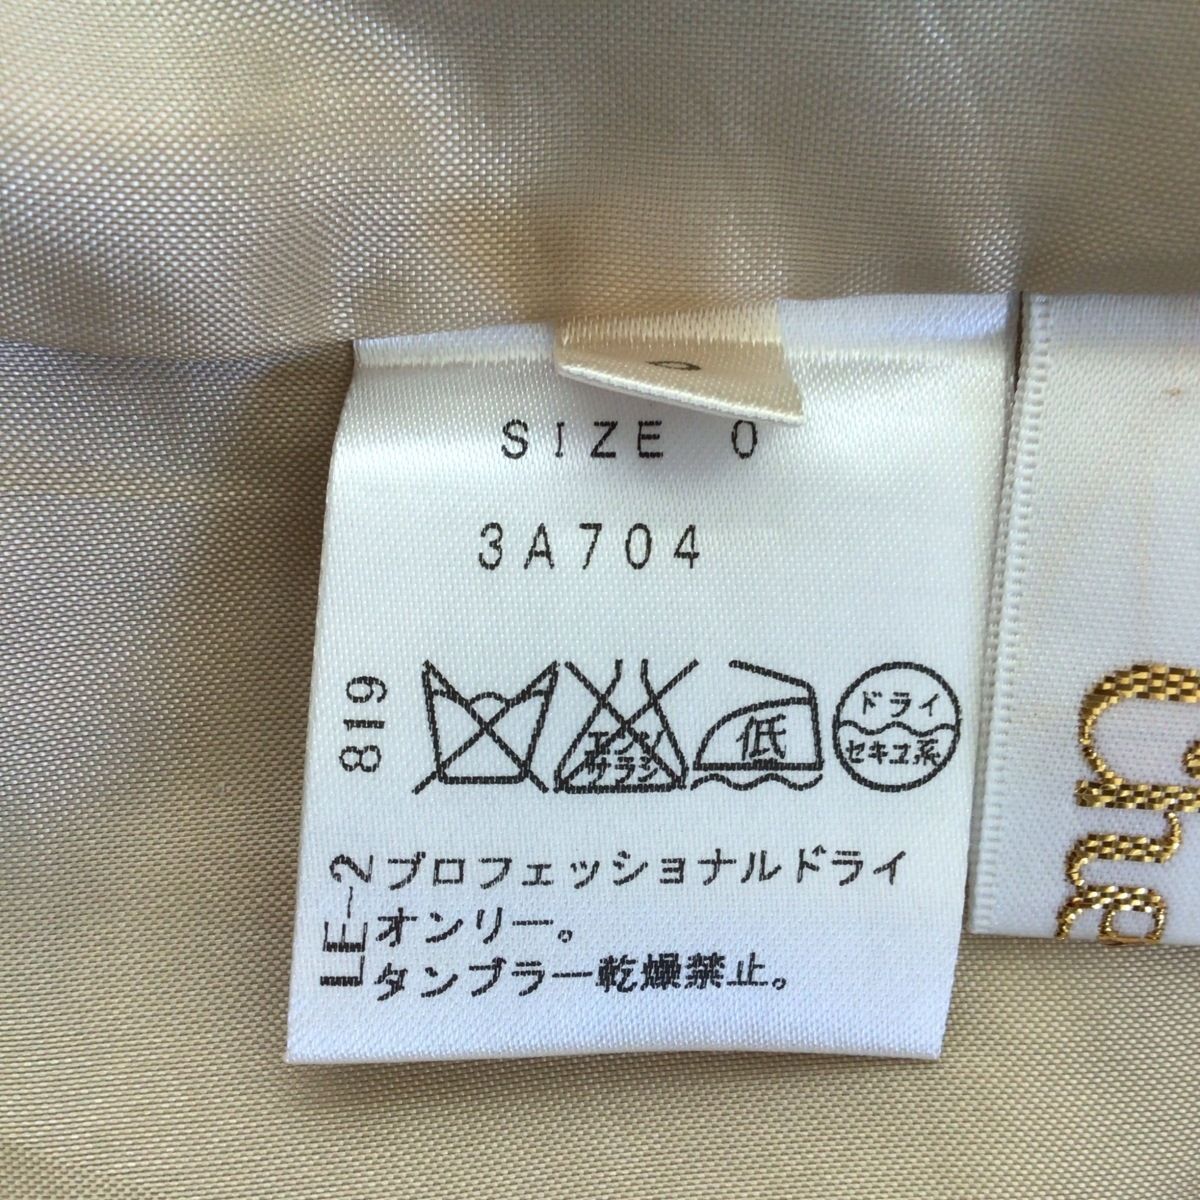 SIZE 0
3A704
819
エンソ
サラシ
低
ドライ
セキユ系
LE-2
プロフェッショナルドライ
オンリー。
タンブラー乾燥禁止。